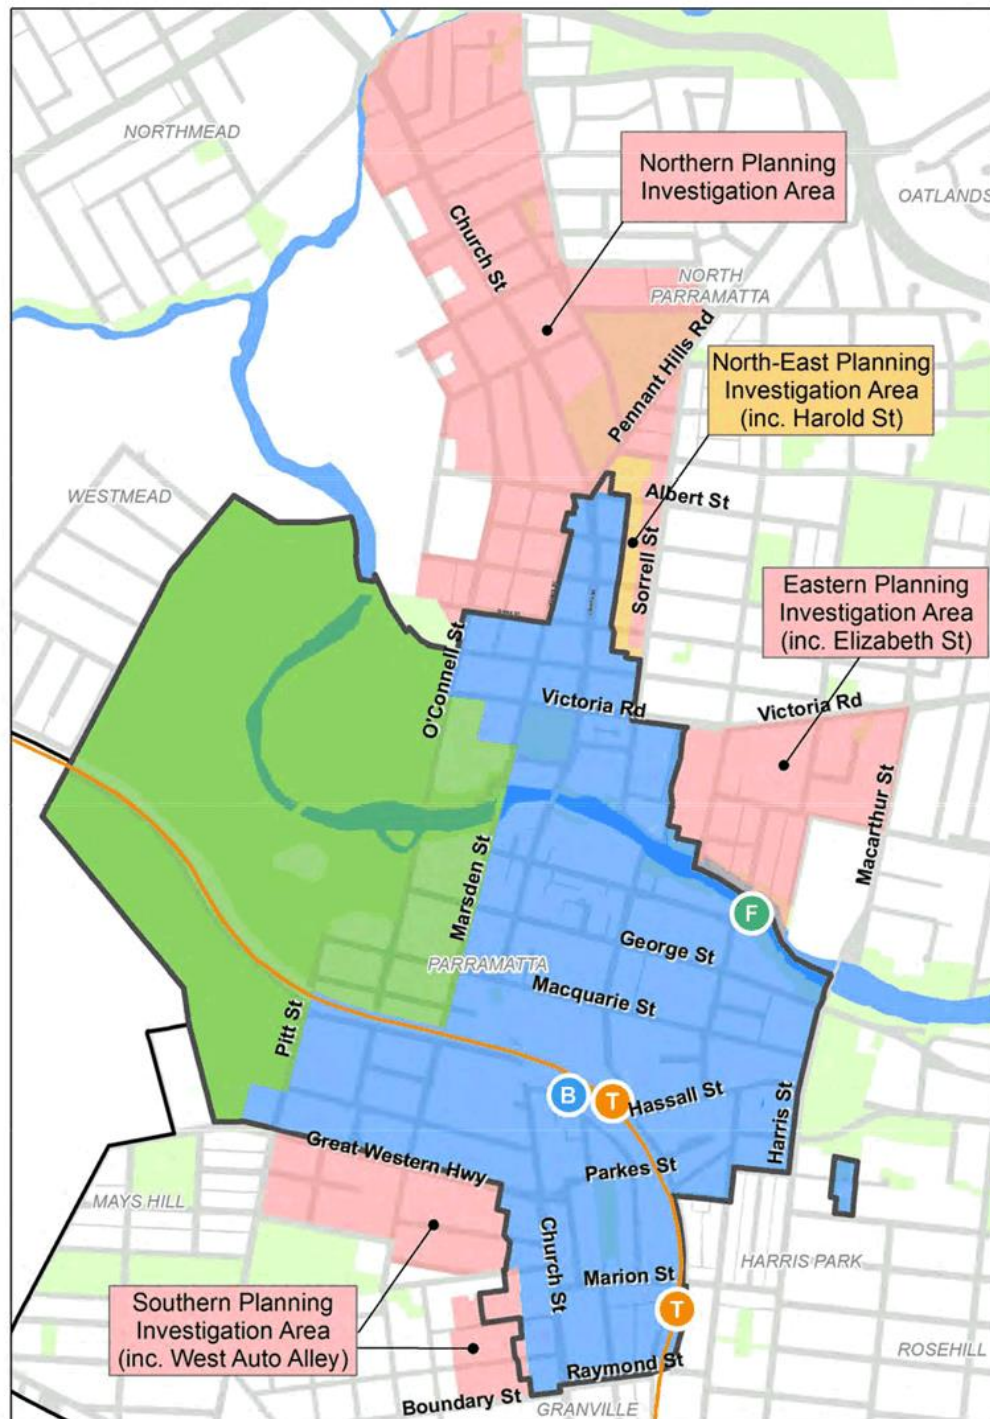 NORTHMEAD
Northern Planning
Investigation Area
OATLANDS
Church St
NORTH
PARRAMATTA
Pennant Hills Rd
North-East Planning
Investigation Area
(inc. Harold St)
WESTMEAD
Albert St
Sorrell St
Eastern Planning
Investigation Area
(inc. Elizabeth St)
O'Connell St
Victoria Rd
Victoria Rd
Macarthur St
Marsden St
F
George St
PARRAMATTA
Macquarie St
Pitt St
B
T
Hassall St
Harris St
Great Western Hwy
Parkes St
MAYS HILL
Church St
HARRIS PARK
Marion St
T
Southern Planning
Investigation Area
(inc. West Auto Alley)
ROSEHILL
Raymond St
Boundary St
GRANVILLE